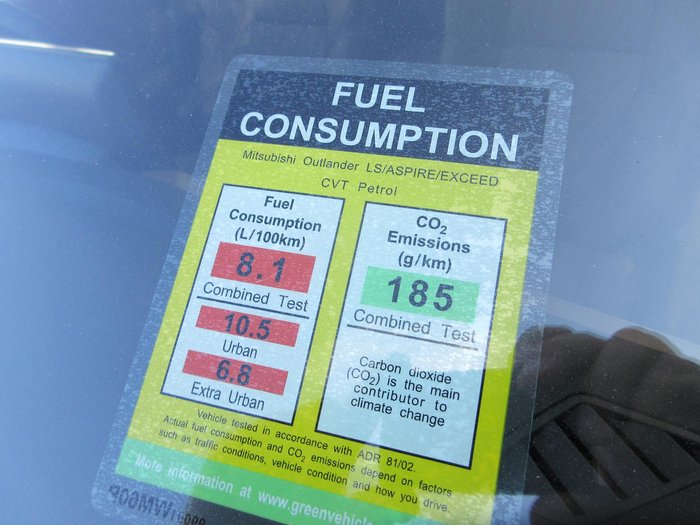 FUEL
CONSUMPTION
Mitsubishi Outlander LS/ASPIRE/EXCEED
CVT Petrol
Fuel
Consumption
(L/100km)
8.1
Combined Test
10.5
Urban
6.8
Extra Urban
CO2
Emissions
(g/km)
185
Combined Test
Carbon dioxide
(CO2) is the main
contributor to
climate change
Vehicle tested in accordance with ADR 81/02.
Actual fuel consumption and CO2 emissions depend on factors
such as traffic conditions, vehicle condition and how you drive.
More information at www.greenvehicl